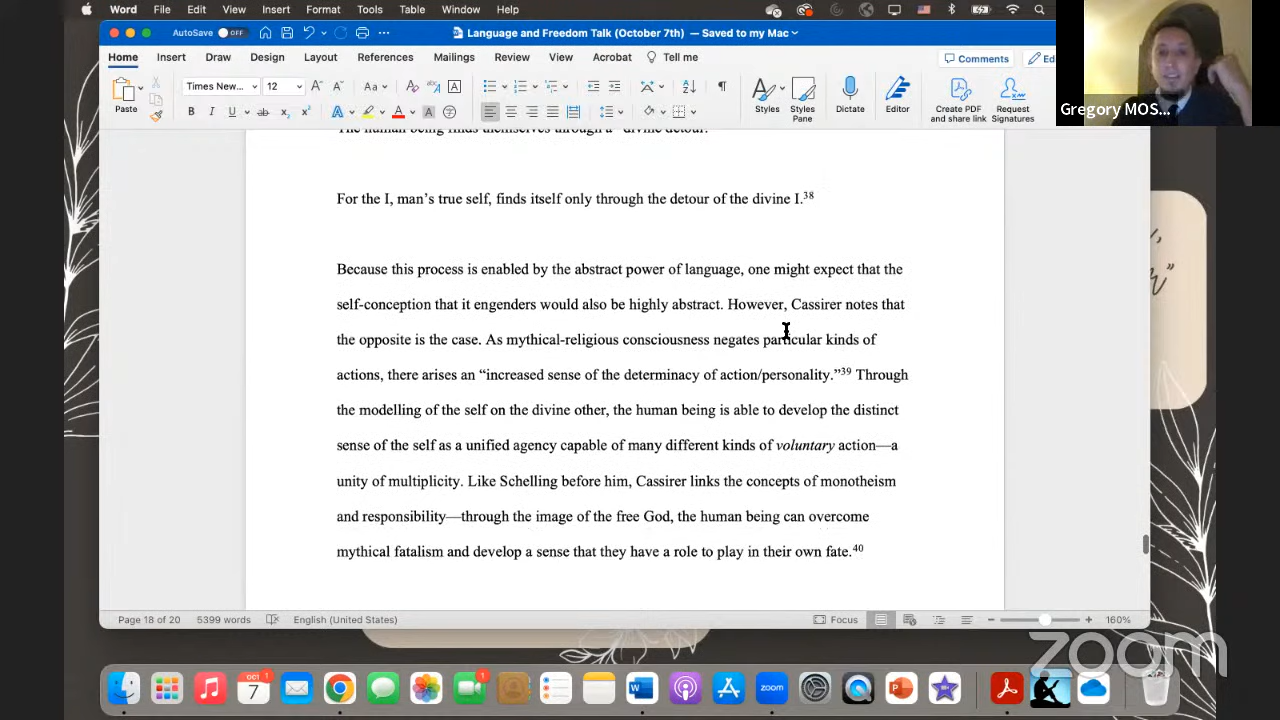 Word File Edit View Insert Format Tools Table Window Help
AutoSave OFF
Language and Freedom Talk (October 7th) — Saved to my Mac
Home Insert Draw Design Layout References Mailings Review View Acrobat Tell me Comments
Gregory MOS...
Paste
Times New... 12
Styles
Styles Pane
Dictate
Editor
Create PDF and share link
Request Signatures
The human being finds themselves through a “divine detour.”
For the I, man’s true self, finds itself only through the detour of the divine I.38
Because this process is enabled by the abstract power of language, one might expect that the
self-conception that it engenders would also be highly abstract. However, Cassirer notes that
the opposite is the case. As mythical-religious consciousness negates particular kinds of
actions, there arises an “increased sense of the determinacy of action/personality.”39 Through
the modelling of the self on the divine other, the human being is able to develop the distinct
sense of the self as a unified agency capable of many different kinds of voluntary action—a
unity of multiplicity. Like Schelling before him, Cassirer links the concepts of monotheism
and responsibility—through the image of the free God, the human being can overcome
mythical fatalism and develop a sense that they have a role to play in their own fate.40
Page 18 of 20 5399 words English (United States) Focus 160%
zoom
OCT 7
zoom